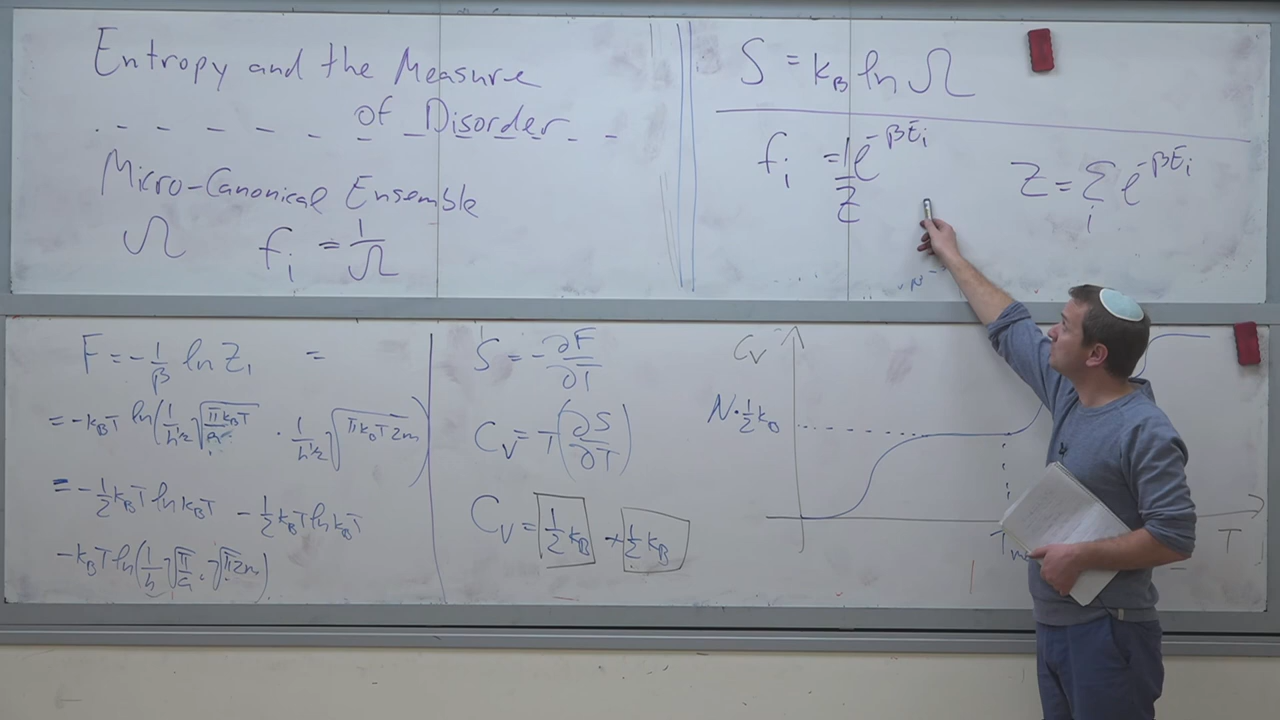 Entropy and the Measure
of Disorder
Micro-Canonical Ensemble
Ω f_i = 1/Ω
S = k_B ln Ω
f_i = 1/Z e^{-βE_i} Z = Σ_i e^{-βE_i}
F = -1/β ln Z_1 =
= -k_BT ln(1/h^{1/2} √(πk_BT/a) · 1/h^{1/2} √(πk_BT2m))
= -1/2 k_BT ln k_BT - 1/2 k_BT ln k_BT
-k_BT ln(1/h √(π/a) · √(π2m))
S = -∂F/∂T
C_V = T(∂S/∂T)
C_V = 1/2 k_B + 1/2 k_B
C_V
N · 1/2 k_B
T